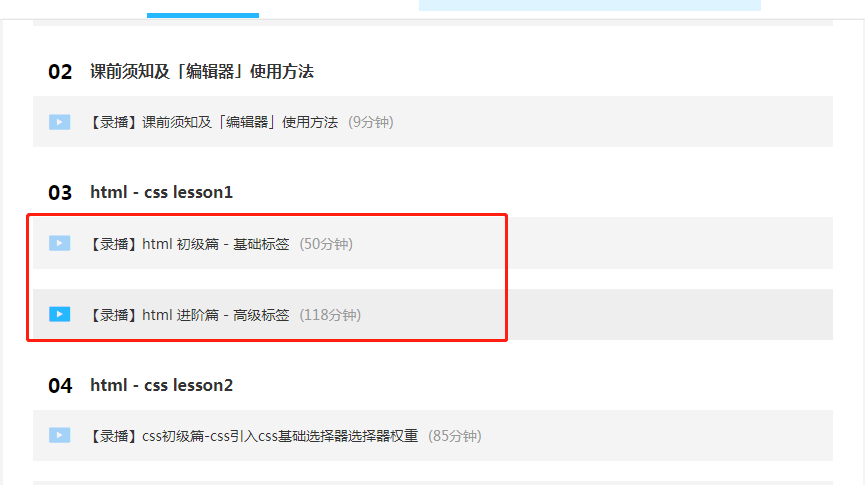 02 课前须知及「编辑器」使用方法
【录播】课前须知及「编辑器」使用方法 (9分钟)
03 html - css lesson1
【录播】html 初级篇 - 基础标签 (50分钟)
【录播】html 进阶篇 - 高级标签 (118分钟)
04 html - css lesson2
【录播】css初级篇-css引入css基础选择器选择器权重 (85分钟)